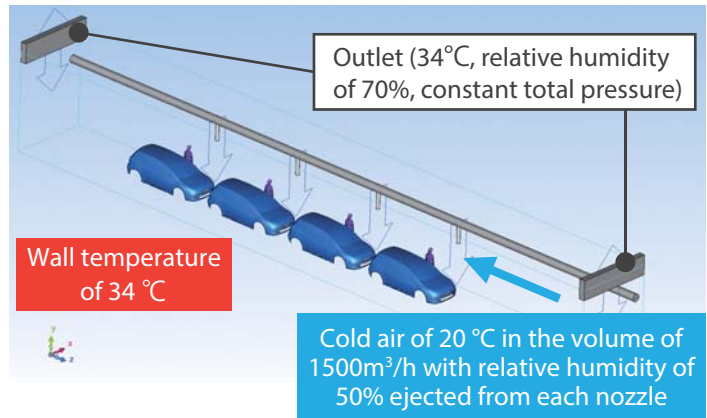 Outlet (34°C, relative humidity
of 70%, constant total pressure)
Wall temperature
of 34 °C
Cold air of 20 °C in the volume of
1500m³/h with relative humidity of
50% ejected from each nozzle
y
x
z